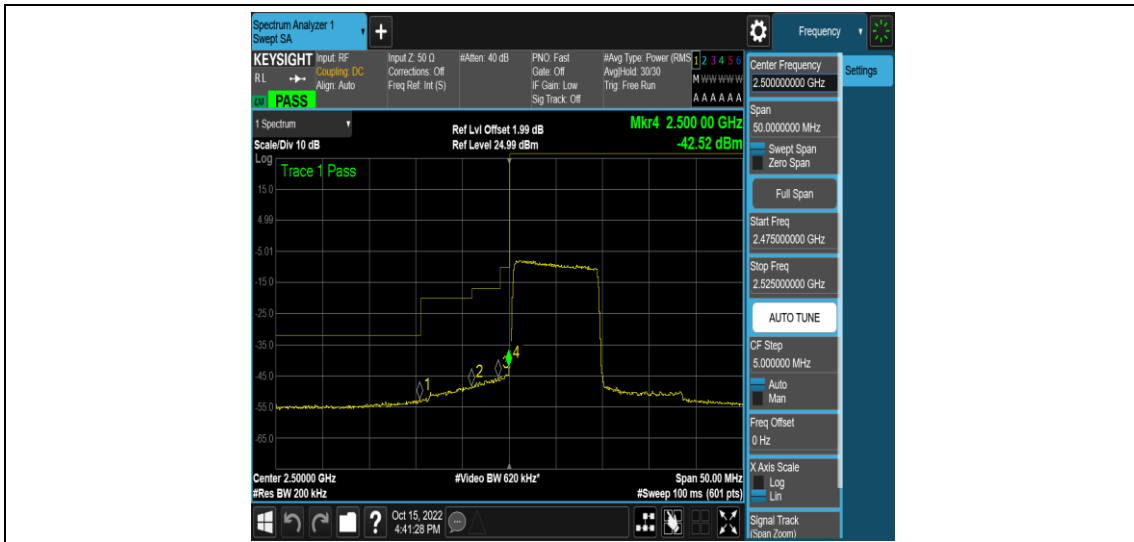 Spectrum Analyzer 1
Swept SA
+
Frequency
KEYSIGHT
RL
PASS
Input: RF
Coupling: DC
Align: Auto
Input Z: 50 Ω
Corrections: Off
Freq Ref: Int (S)
#Atten: 40 dB
PNO: Fast
Gate: Off
IF Gain: Low
Sig Track: Off
#Avg Type: Power (RMS
Avg|Hold: 30/30
Trig: Free Run
1 2 3 4 5 6
M W W W W W
A A A A A A
1 Spectrum
Scale/Div 10 dB
Ref Lvl Offset 1.99 dB
Ref Level 24.99 dBm
Mkr4 2.500 00 GHz
-42.52 dBm
Log
Trace 1 Pass
15.0
4.99
-5.01
-15.0
-25.0
-35.0
-45.0
-55.0
-65.0
1
2
3
4
Center 2.50000 GHz
#Res BW 200 kHz
#Video BW 620 kHz*
Span 50.00 MHz
#Sweep 100 ms (601 pts)
?
Oct 15, 2022
4:41:28 PM
Center Frequency
2.500000000 GHz
Settings
Span
50.0000000 MHz
Swept Span
Zero Span
Full Span
Start Freq
2.475000000 GHz
Stop Freq
2.525000000 GHz
AUTO TUNE
CF Step
5.000000 MHz
Auto
Man
Freq Offset
0 Hz
X Axis Scale
Log
Lin
Signal Track
(Span Zoom)